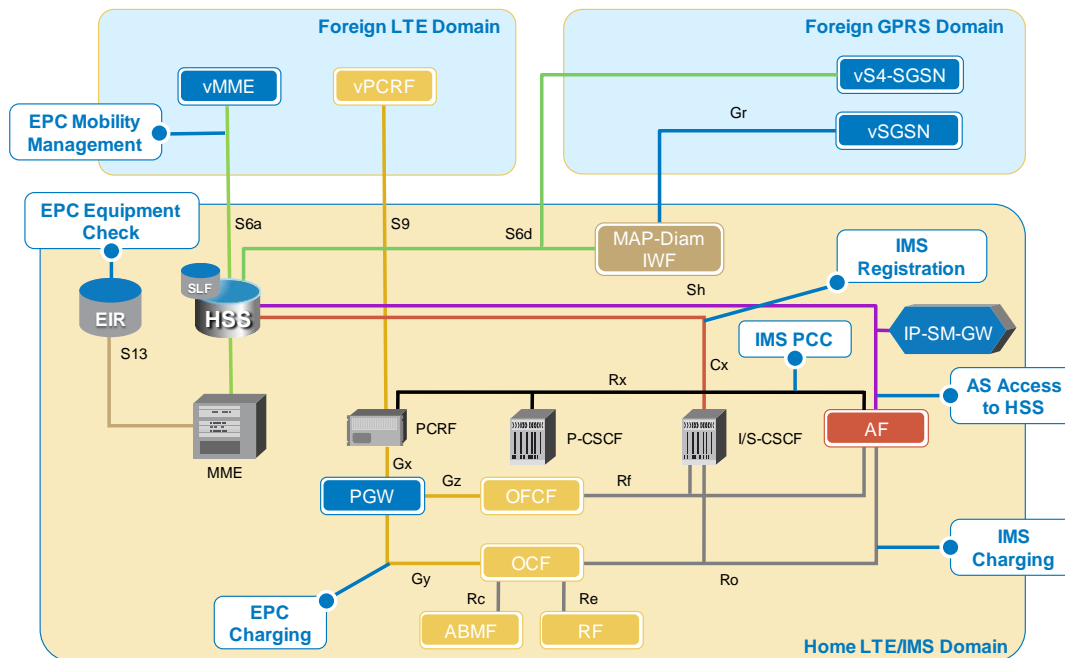 Foreign LTE Domain
Foreign GPRS Domain
vMME
vPCRF
vS4-SGSN
EPC Mobility
Management
Gr
vSGSN
EPC Equipment
Check
S6a
S9
S6d
MAP-Diam
IWF
IMS
Registration
SLF
HSS
EIR
Sh
IP-SM-GW
S13
IMS PCC
Cx
Rx
AS Access
to HSS
PCRF
P-CSCF
I/S-CSCF
AF
MME
Gx
Gz
Rf
PGW
OFCF
IMS
Charging
OCF
Gy
Ro
Rc
Re
EPC
Charging
ABMF
RF
Home LTE/IMS Domain